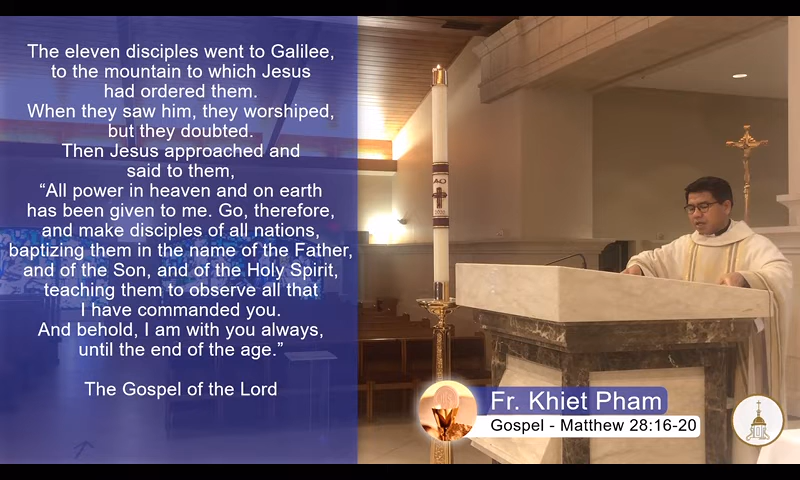 The eleven disciples went to Galilee,
to the mountain to which Jesus
had ordered them.
When they saw him, they worshiped,
but they doubted.
Then Jesus approached and
said to them,
“All power in heaven and on earth
has been given to me. Go, therefore,
and make disciples of all nations,
baptizing them in the name of the Father,
and of the Son, and of the Holy Spirit,
teaching them to observe all that
I have commanded you.
And behold, I am with you always,
until the end of the age.”
The Gospel of the Lord
Fr. Khiet Pham
Gospel - Matthew 28:16-20